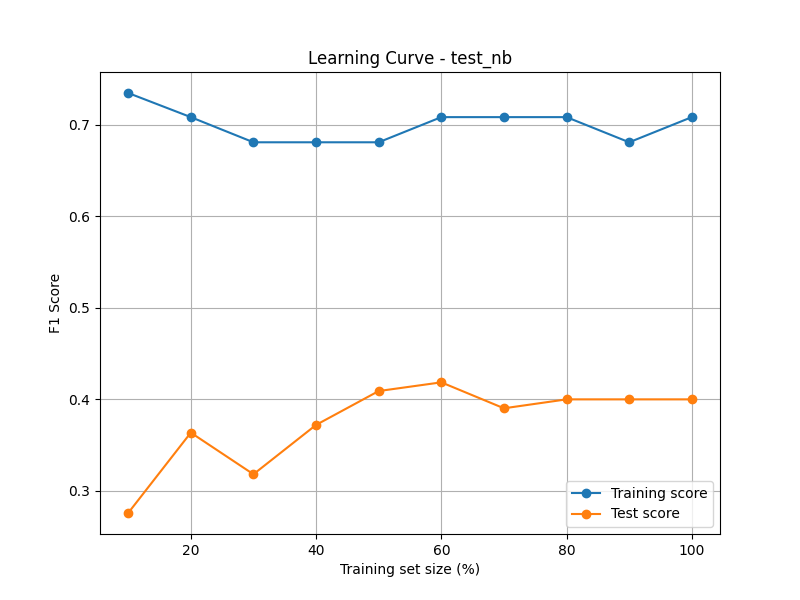 Learning Curve - test_nb
F1 Score
0.7
0.6
0.5
0.4
0.3
20 40 60 80 100
Training set size (%)
Training score
Test score